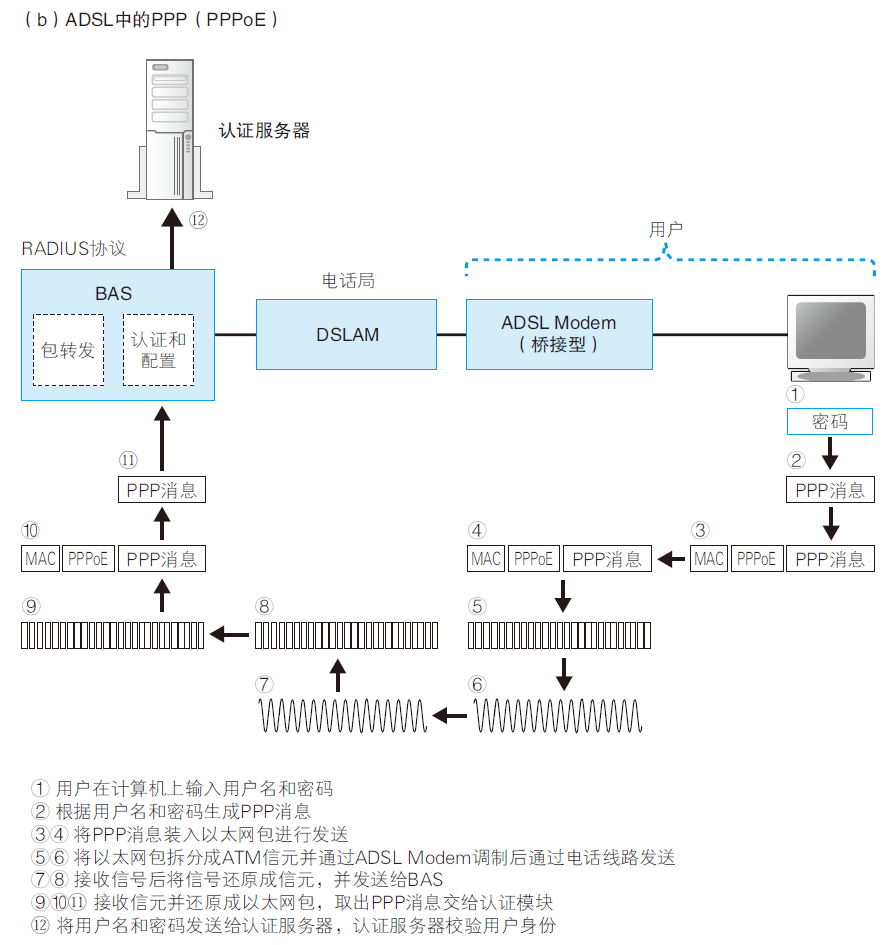 （b）ADSL中的PPP（PPPoE）
认证服务器
⑫
用户
RADIUS协议
BAS
包转发
认证和
配置
电话局
DSLAM
ADSL Modem
（桥接型）
①
密码
⑪
PPP消息
②
PPP消息
⑩
MAC PPPoE PPP消息
④
MAC PPPoE PPP消息
③
MAC PPPoE PPP消息
⑨
⑧
⑤
⑦
⑥
① 用户在计算机上输入用户名和密码
② 根据用户名和密码生成PPP消息
③④ 将PPP消息装入以太网包进行发送
⑤⑥ 将以太网包拆分成ATM信元并通过ADSL Modem调制后通过电话线路发送
⑦⑧ 接收信号后将信号还原成信元，并发送给BAS
⑨⑩⑪ 接收信元并还原成以太网包，取出PPP消息交给认证模块
⑫ 将用户名和密码发送给认证服务器，认证服务器校验用户身份